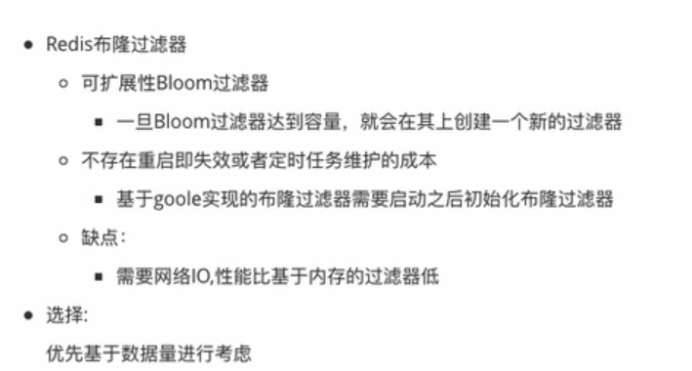 Redis布隆过滤器
可扩展性Bloom过滤器
一旦Bloom过滤器达到容量，就会在其上创建一个新的过滤器
不存在重启即失效或者定时任务维护的成本
基于goole实现的布隆过滤器需要启动之后初始化布隆过滤器
缺点：
需要网络IO,性能比基于内存的过滤器低
选择:
优先基于数据量进行考虑